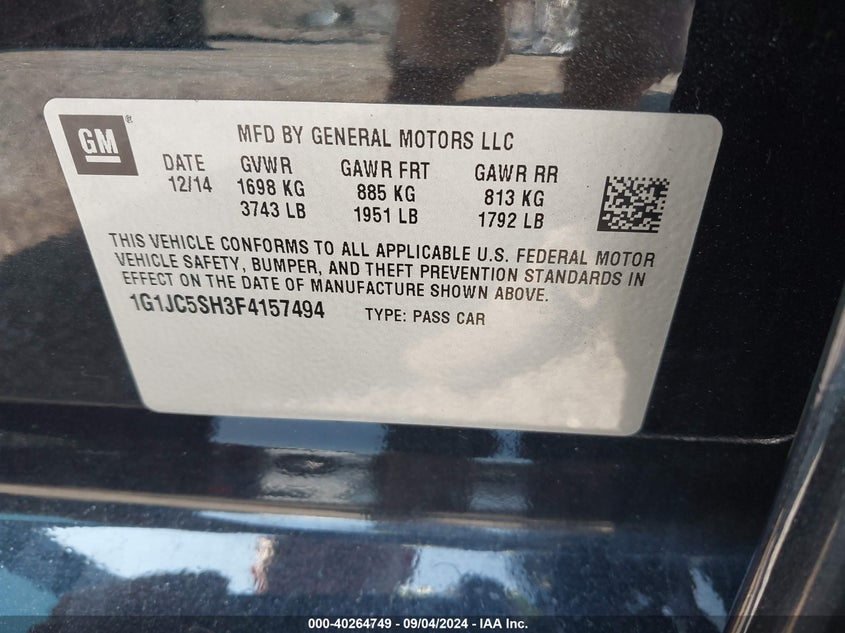 GM ®
MFD BY GENERAL MOTORS LLC
DATE GVWR GAWR FRT GAWR RR
12/14 1698 KG 885 KG 813 KG
3743 LB 1951 LB 1792 LB
THIS VEHICLE CONFORMS TO ALL APPLICABLE U.S. FEDERAL MOTOR
VEHICLE SAFETY, BUMPER, AND THEFT PREVENTION STANDARDS IN
EFFECT ON THE DATE OF MANUFACTURE SHOWN ABOVE.
1G1JC5SH3F4157494 TYPE: PASS CAR
000-40264749 - 09/04/2024 - IAA Inc.